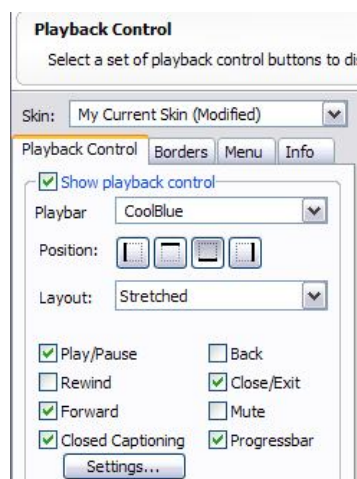 Playback Control
Select a set of playback control buttons to di
Skin: My Current Skin (Modified)
Playback Control Borders Menu Info
Show playback control
Playbar CoolBlue
Position:
Layout: Stretched
Play/Pause Back
Rewind Close/Exit
Forward Mute
Closed Captioning Progressbar
Settings...